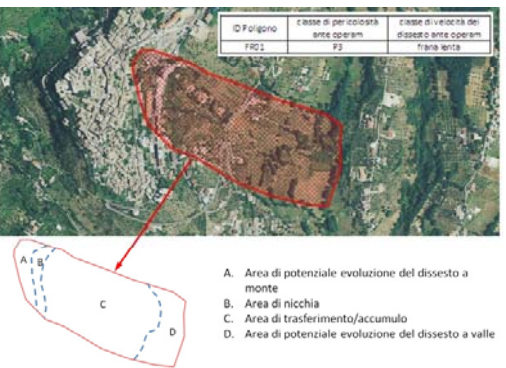 ID Poligono
classe di pericolosità
ante operam
classe di velocità del
dissesto ante operam
FR01
P3
frana lenta
A
B
C
D
A. Area di potenziale evoluzione del dissesto a
monte
B. Area di nicchia
C. Area di trasferimento/accumulo
D. Area di potenziale evoluzione del dissesto a valle